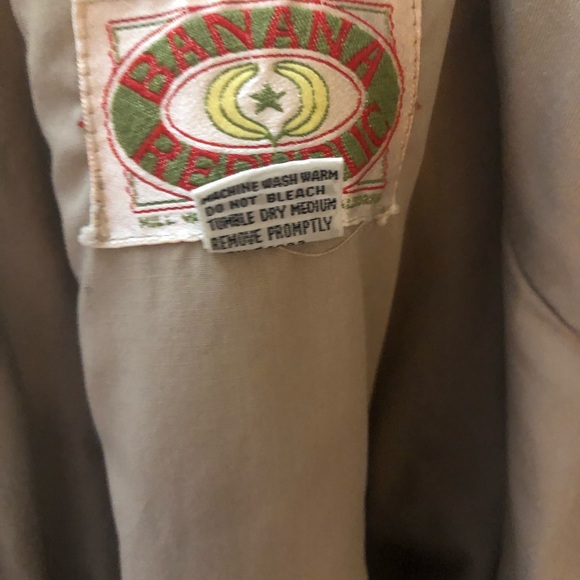 BANANA
REPUBLIC
MACHINE WASH WARM
DO NOT BLEACH
TUMBLE DRY MEDIUM
REMOVE PROMPTLY